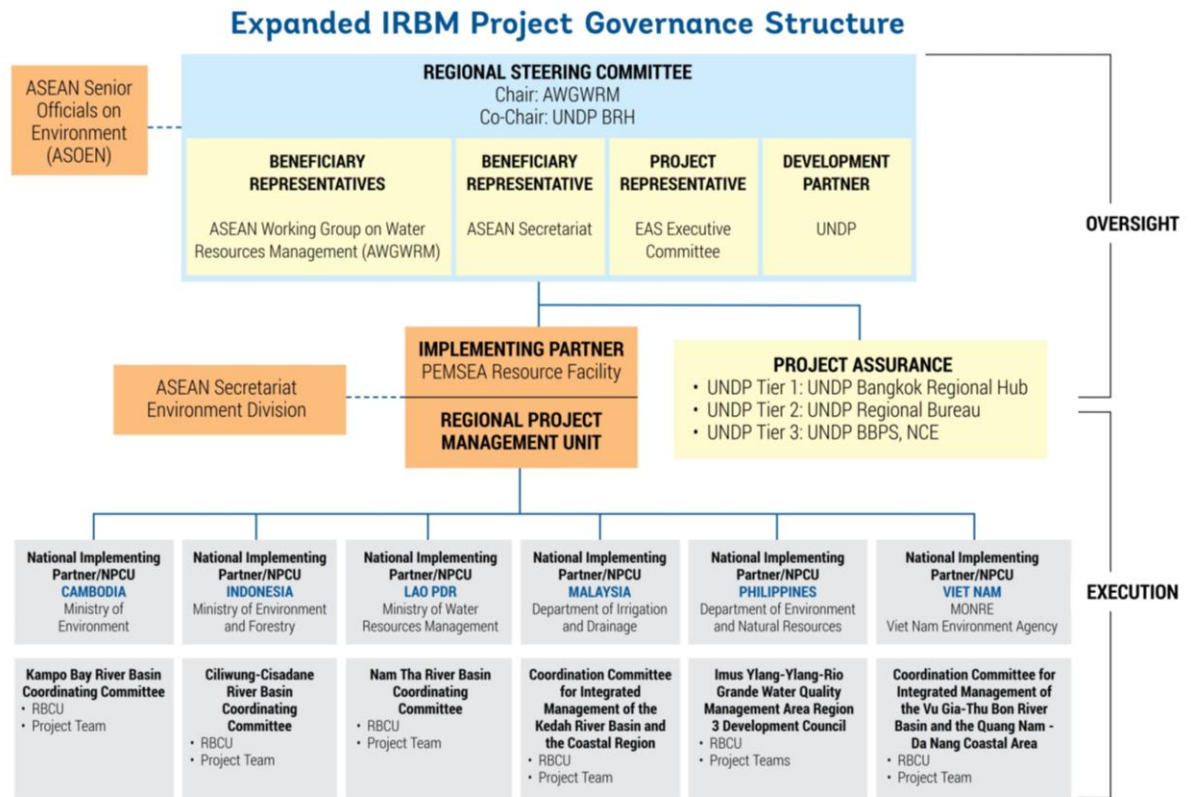 Expanded IRBM Project Governance Structure
ASEAN Senior
Officials on
Environment
(ASOEN)
REGIONAL STEERING COMMITTEE
Chair: AWGWRM
Co-Chair: UNDP BRH
BENEFICIARY
REPRESENTATIVES
ASEAN Working Group on Water
Resources Management (AWGWRM)
BENEFICIARY
REPRESENTATIVE
ASEAN Secretariat
PROJECT
REPRESENTATIVE
EAS Executive
Committee
DEVELOPMENT
PARTNER
UNDP
OVERSIGHT
IMPLEMENTING PARTNER
PEMSEA Resource Facility
REGIONAL PROJECT
MANAGEMENT UNIT
ASEAN Secretariat
Environment Division
PROJECT ASSURANCE
• UNDP Tier 1: UNDP Bangkok Regional Hub
• UNDP Tier 2: UNDP Regional Bureau
• UNDP Tier 3: UNDP BBPS, NCE
National Implementing
Partner/NPCU
CAMBODIA
Ministry of
Environment
National Implementing
Partner/NPCU
INDONESIA
Ministry of Environment
and Forestry
National Implementing
Partner/NPCU
LAO PDR
Ministry of Water
Resources Management
National Implementing
Partner/NPCU
MALAYSIA
Department of Irrigation
and Drainage
National Implementing
Partner/NPCU
PHILIPPINES
Department of Environment
and Natural Resources
National Implementing
Partner/NPCU
VIET NAM
MONRE
Viet Nam Environment Agency
EXECUTION
Kampo Bay River Basin
Coordinating Committee
• RBCU
• Project Team
Ciliwung-Cisadane
River Basin
Coordinating
Committee
• RBCU
• Project Team
Nam Tha River Basin
Coordinating
Committee
• RBCU
• Project Team
Coordination Committee
for Integrated
Management of the
Kedah River Basin and
the Coastal Region
• RBCU
• Project Team
Imus Ylang-Ylang-Rio
Grande Water Quality
Management Area Region
3 Development Council
• RBCU
• Project Teams
Coordination Committee for
Integrated Management of
the Vu Gia-Thu Bon River
Basin and the Quang Nam -
Da Nang Coastal Area
• RBCU
• Project Team